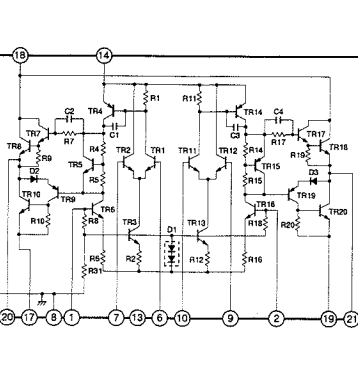 18 14
R1 R11
TR4 TR14
C2 C1 C3 C4
TR7 R7 R17 TR17
TR8 R9 R4 TR2 TR1 TR11 TR12 R14 R19 TR18
D2 TR5 R5 R15 TR15 D3
TR10 TR9 TR19 TR20
R10 R8 TR6 TR3 D1 TR13 TR16 R18 R20
R31 R6 R2 R12 R16
20 17 8 1 7 13 6 10 9 2 19 21